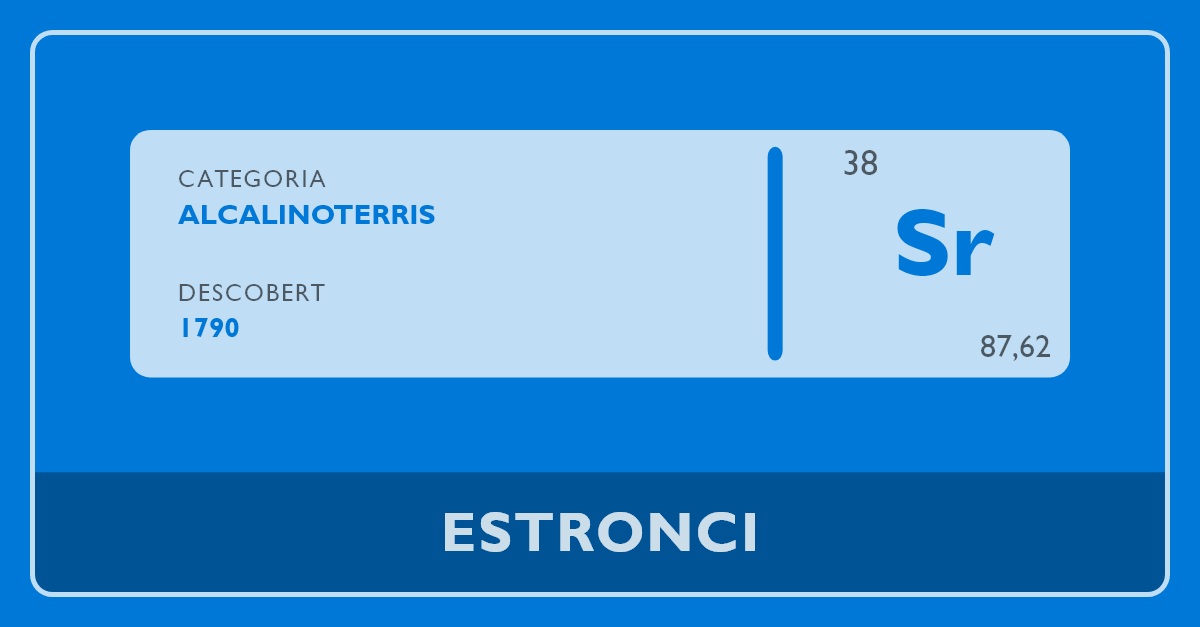 CATEGORIA
ALCALINOTERRIS
DESCOBERT
1790
38
Sr
87,62
ESTRONCI